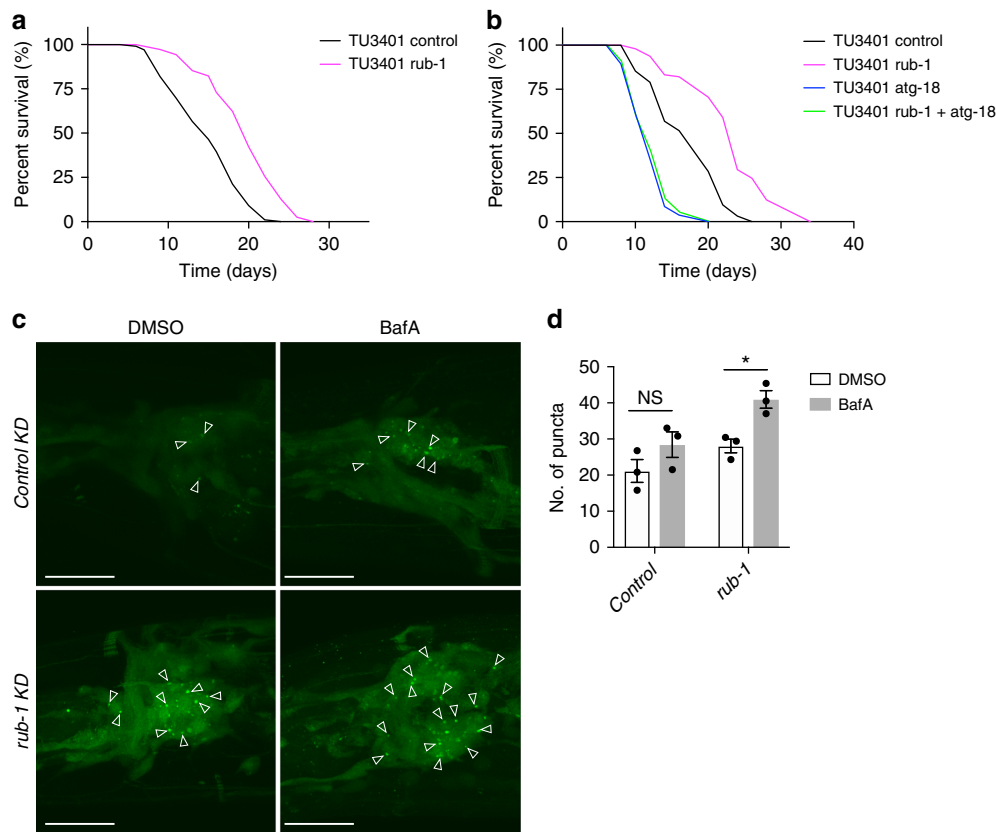 a
Percent survival (%)
100
75
50
25
0
0 10 20 30
Time (days)
TU3401 control
TU3401 rub-1
b
Percent survival (%)
100
75
50
25
0
0 10 20 30 40
Time (days)
TU3401 control
TU3401 rub-1
TU3401 atg-18
TU3401 rub-1 + atg-18
c
DMSO BafA
Control KD
rub-1 KD
d
No. of puncta
50
40
30
20
10
0
NS
*
Control rub-1
DMSO
BafA